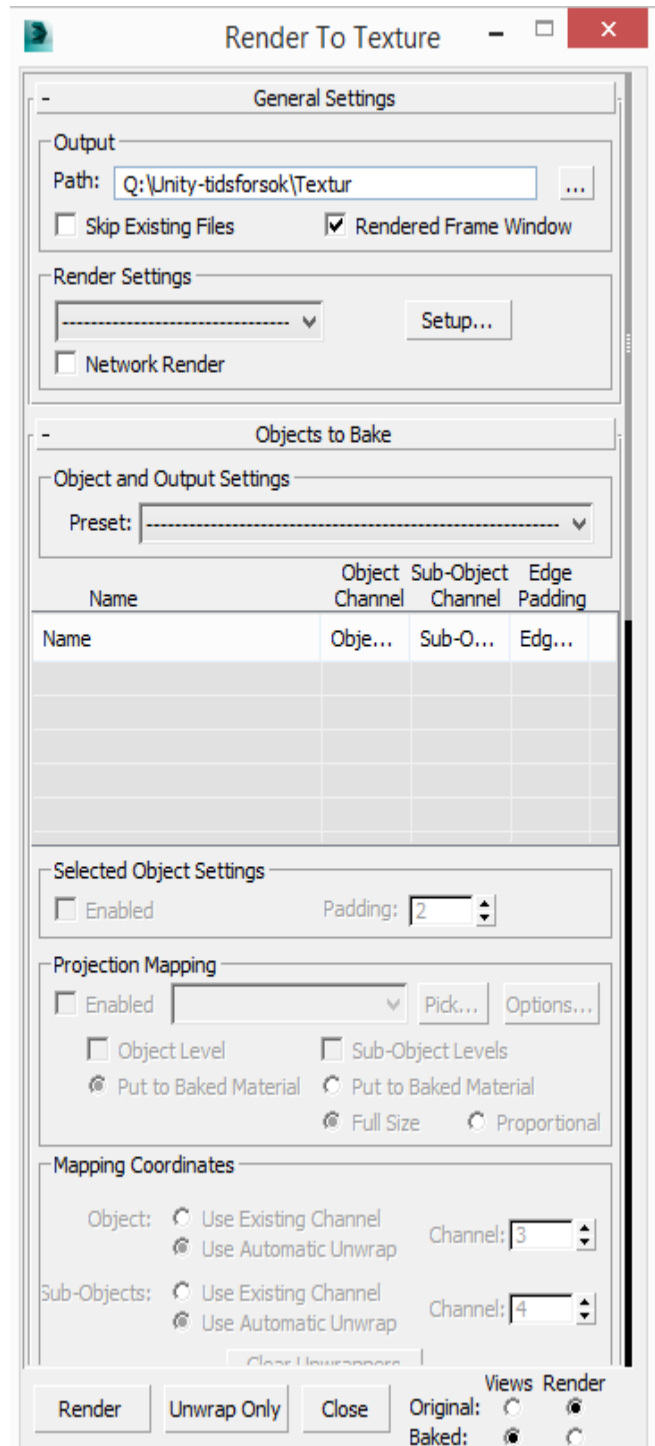 Render To Texture
- General Settings
Output
Path: Q:\Unity-tidsforsok\Textur ...
Skip Existing Files Rendered Frame Window
Render Settings
-------------------------------- Setup...
Network Render
- Objects to Bake
Object and Output Settings
Preset: ----------------------------------------------------------
Object Sub-Object Edge
Name Channel Channel Padding
Name Obje... Sub-O... Edg...
Selected Object Settings
Enabled Padding: 2
Projection Mapping
Enabled Pick... Options...
Object Level Sub-Object Levels
Put to Baked Material Put to Baked Material
Full Size Proportional
Mapping Coordinates
Object: Use Existing Channel Channel: 3
Use Automatic Unwrap
Sub-Objects: Use Existing Channel Channel: 4
Use Automatic Unwrap
Clear Unwrappers
Views Render
Render Unwrap Only Close Original:
Baked: